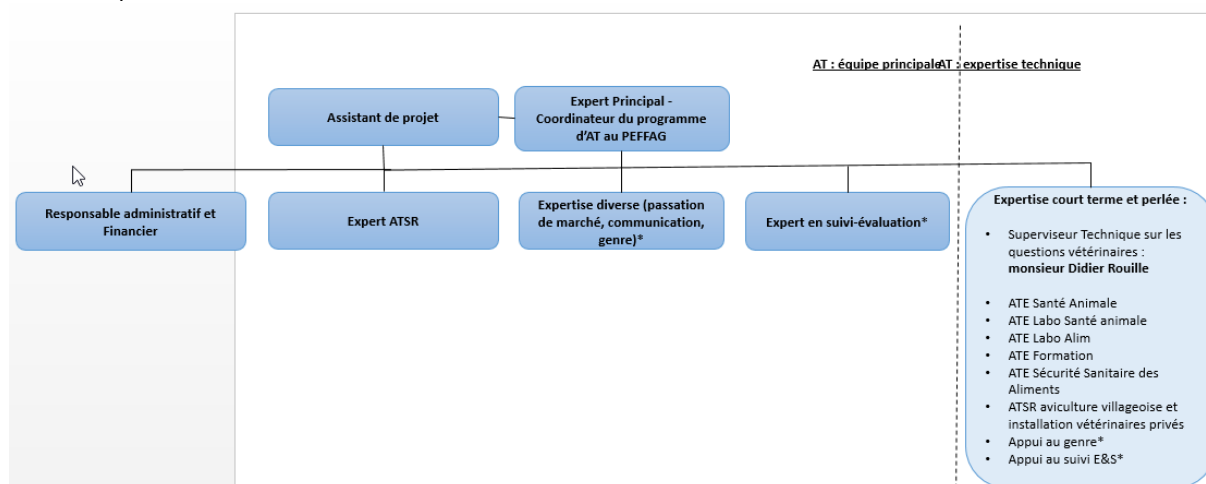 AT : équipe principale
AT : expertise technique
Assistant de projet
Expert Principal -
Coordinateur du programme
d'AT au PEFFAG
Responsable administratif et
Financier
Expert ATSR
Expertise diverse (passation
de marché, communication,
genre)*
Expert en suivi-évaluation*
Expertise court terme et perlée :
• Superviseur Technique sur les
questions vétérinaires :
monsieur Didier Rouille
• ATE Santé Animale
• ATE Labo Santé animale
• ATE Labo Alim
• ATE Formation
• ATE Sécurité Sanitaire des
Aliments
• ATSR aviculture villageoise et
installation vétérinaires privés
• Appui au genre*
• Appui au suivi E&S*